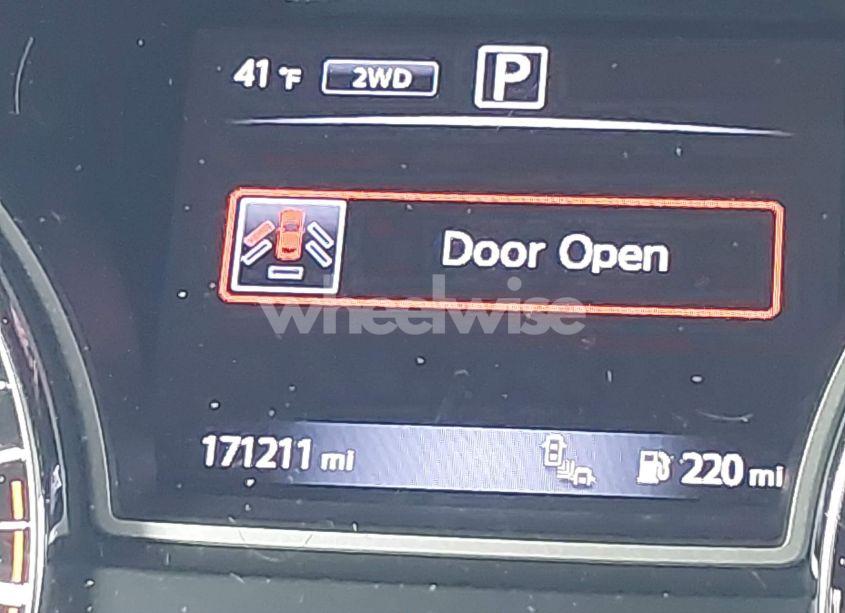 41 °F 2WD P
Door Open
wheelwise
171211 mi 220 mi